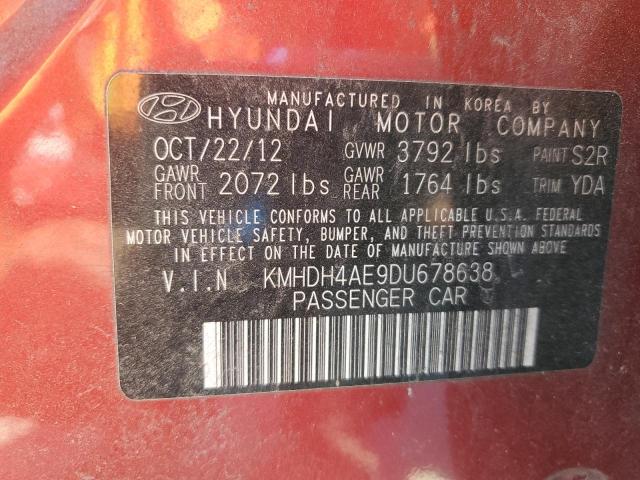 MANUFACTURED IN KOREA BY
HYUNDAI MOTOR COMPANY
OCT/22/12 GVWR 3792 lbs PAINT S2R
GAWR FRONT 2072 lbs GAWR REAR 1764 lbs TRIM YDA
THIS VEHICLE CONFORMS TO ALL APPLICABLE U.S.A. FEDERAL
MOTOR VEHICLE SAFETY, BUMPER, AND THEFT PREVENTION STANDARDS
IN EFFECT ON THE DATE OF MANUFACTURE SHOWN ABOVE.
V.I.N KMHDH4AE9DU678638
PASSENGER CAR